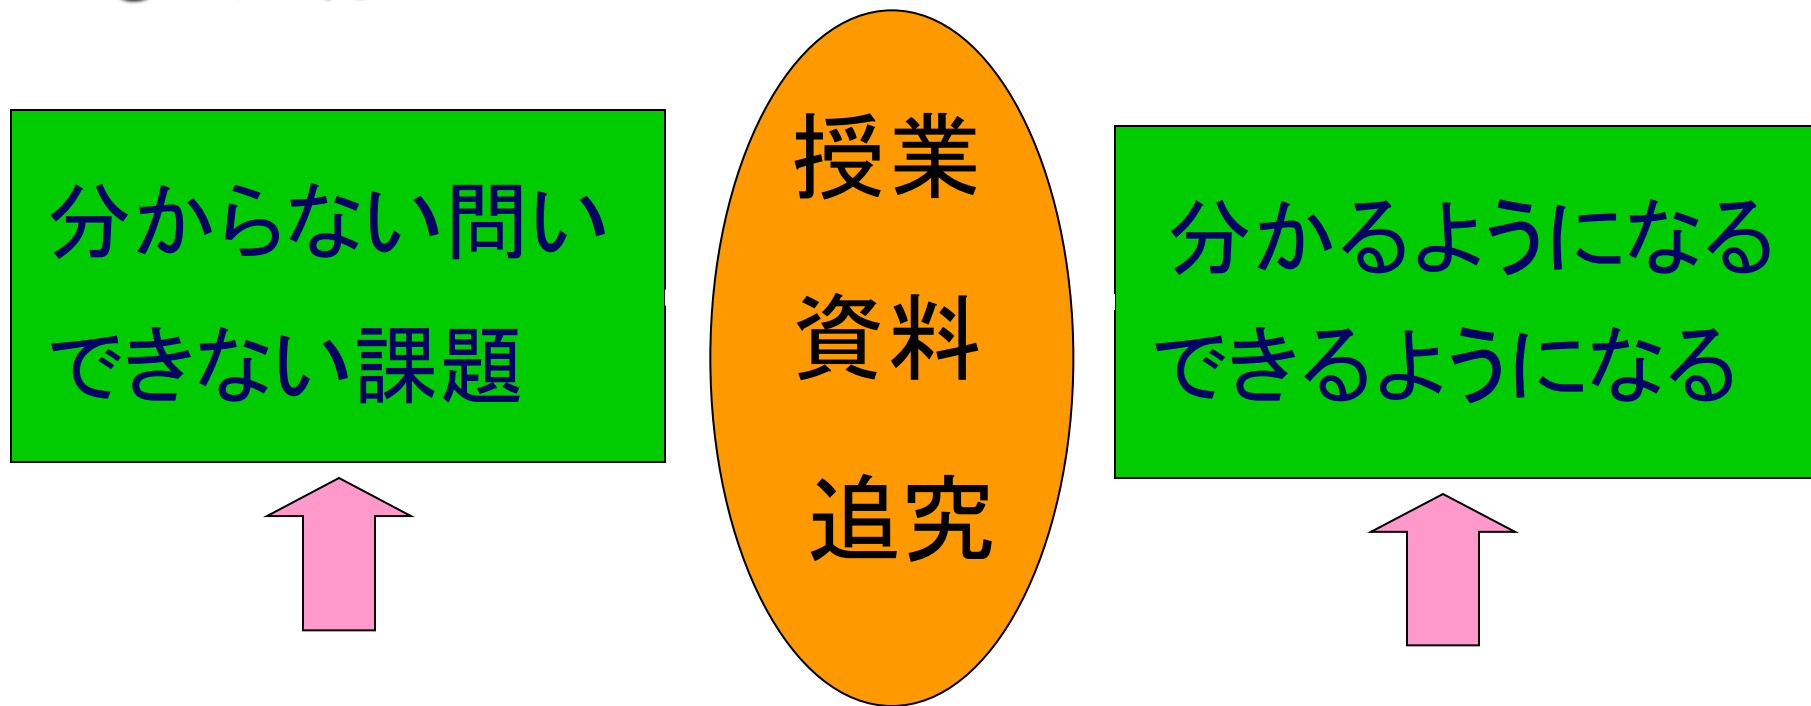 分からない問い
できない課題
授業
資料
追究
分かるようになる
できるようになる